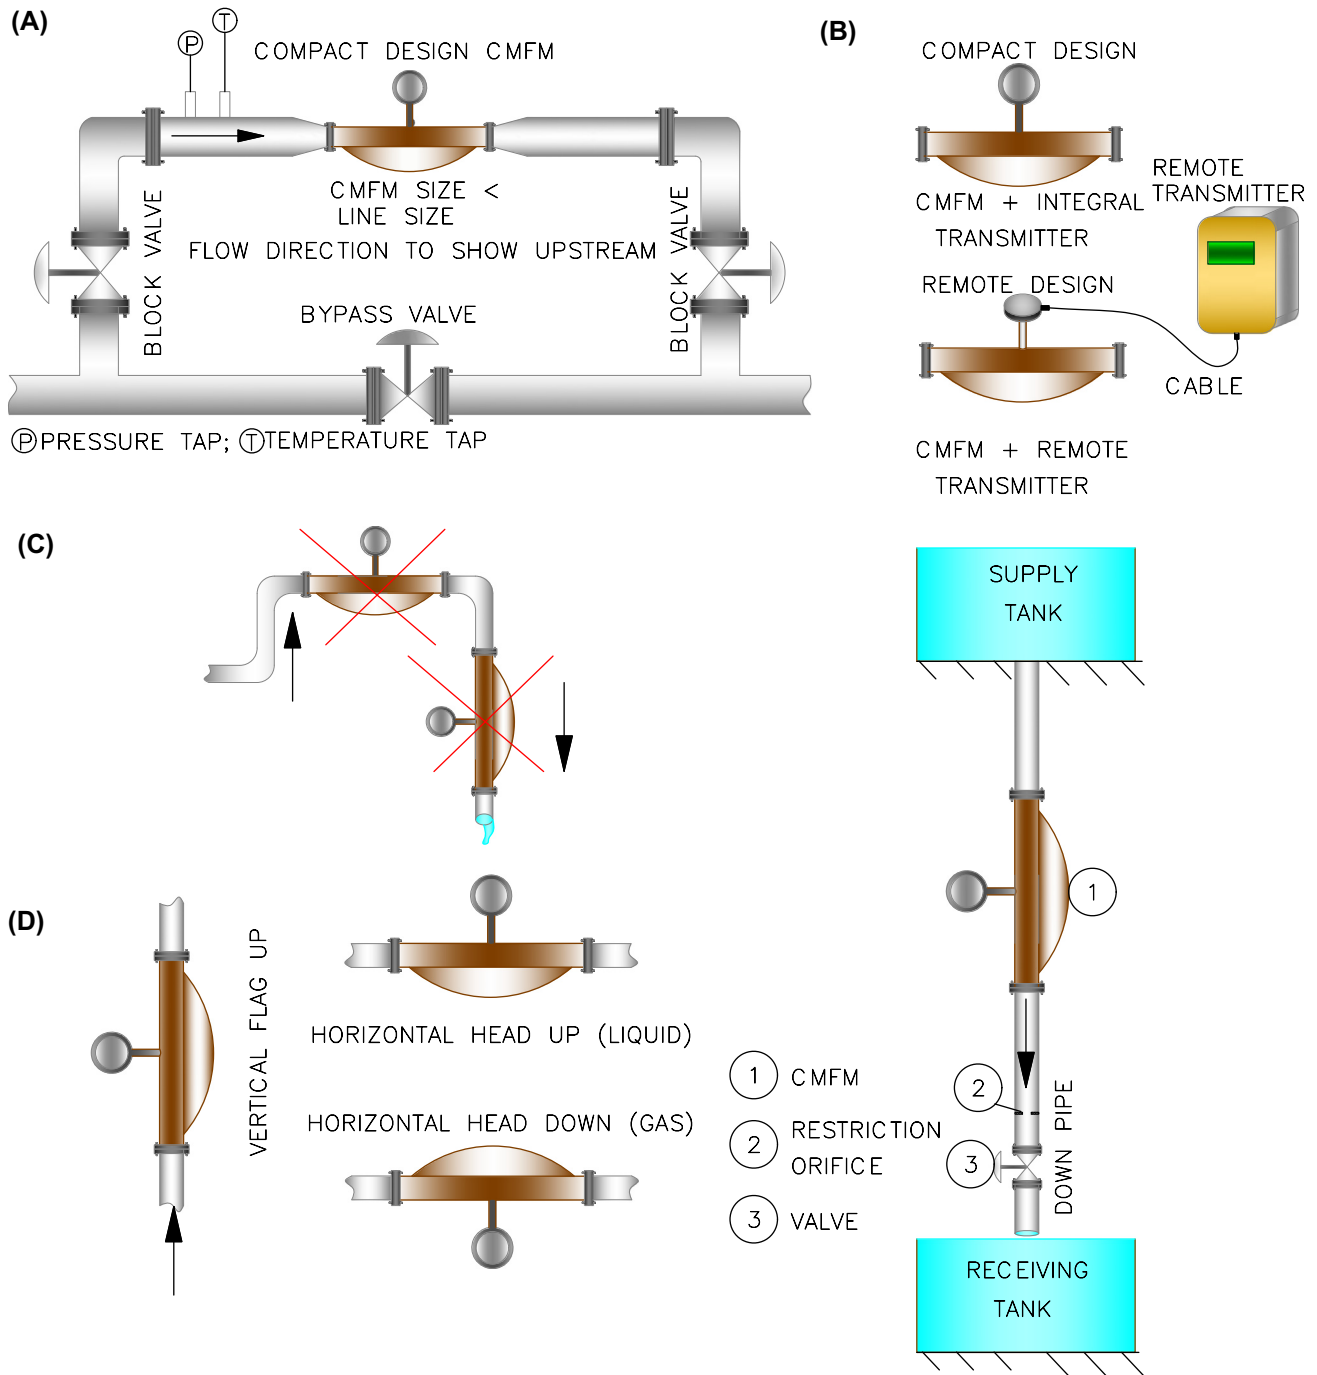 (A)
P
T
COMPACT DESIGN CMFM
CMFM SIZE <
LINE SIZE
FLOW DIRECTION TO SHOW UPSTREAM
BLOCK VALVE
BLOCK VALVE
BYPASS VALVE
P PRESSURE TAP; T TEMPERATURE TAP
(B)
COMPACT DESIGN
CMFM + INTEGRAL
TRANSMITTER
REMOTE
TRANSMITTER
REMOTE DESIGN
CABLE
CMFM + REMOTE
TRANSMITTER
(C)
SUPPLY
TANK
1
2
3
DOWN PIPE
RECEIVING
TANK
(D)
VERTICAL FLAG UP
HORIZONTAL HEAD UP (LIQUID)
HORIZONTAL HEAD DOWN (GAS)
1 CMFM
2 RESTRICTION
ORIFICE
3 VALVE